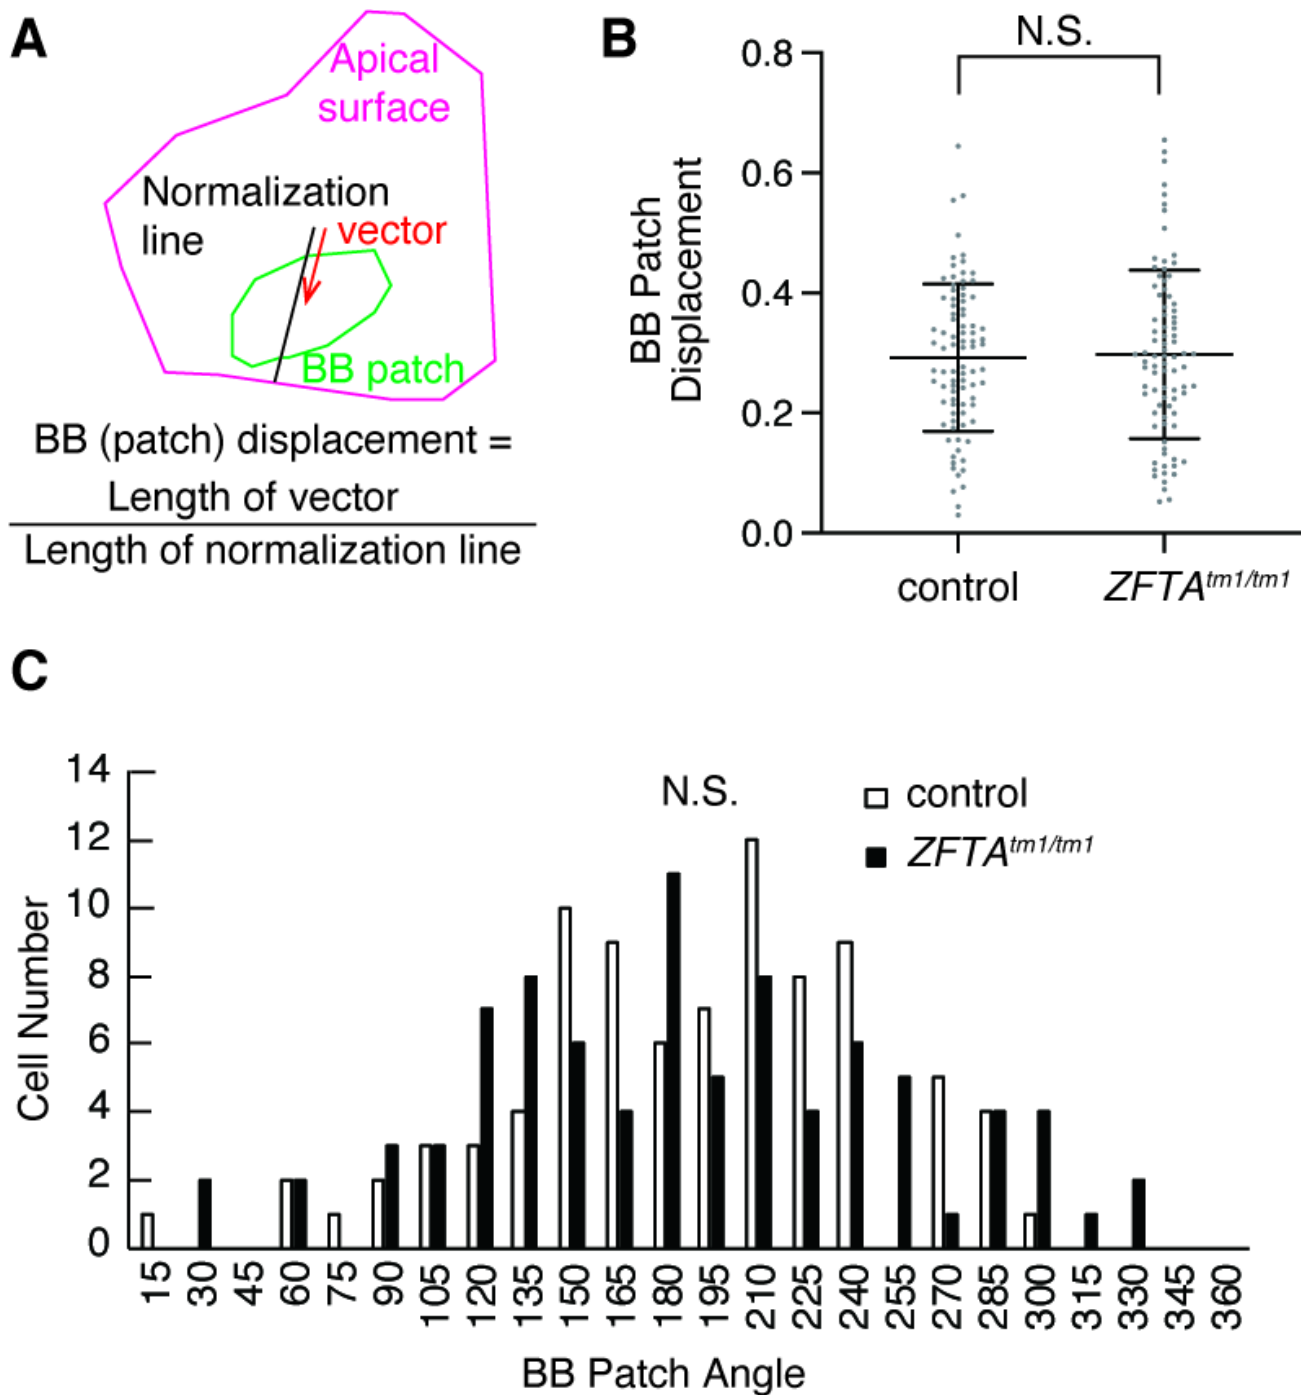 A
Apical
surface
Normalization
line
vector
BB patch
BB (patch) displacement =
Length of vector
Length of normalization line
B
N.S.
BB Patch
Displacement
0.8
0.6
0.4
0.2
0.0
control
ZFTAtm1/tm1
C
N.S.
control
ZFTAtm1/tm1
Cell Number
14
12
10
8
6
4
2
0
15 30 45 60 75 90 105 120 135 150 165 180 195 210 225 240 255 270 285 300 315 330 345 360
BB Patch Angle